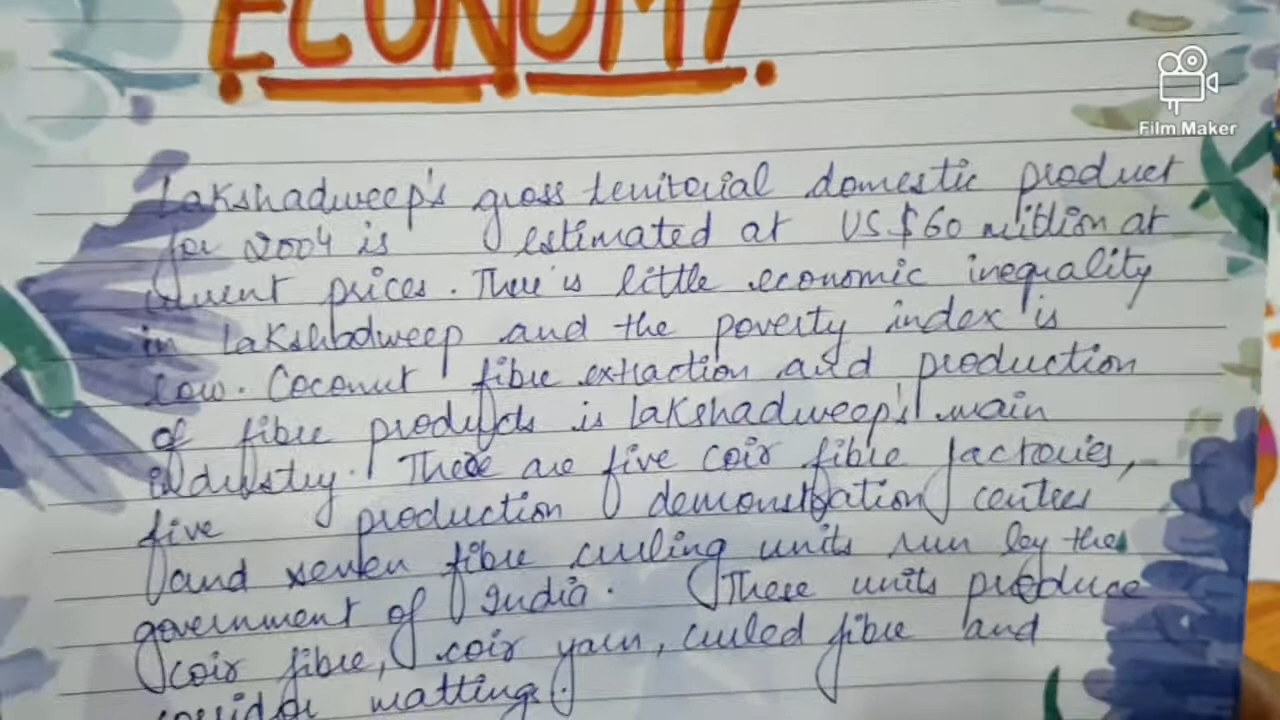 ECONOMY
Film Maker
Lakshadweep's gross territorial domestic product
for 2004 is estimated at US $ 60 million at
current prices. There is little economic inequality
in Lakshadweep and the poverty index is
low. Coconut fibre extraction and production
of fibre products is Lakshadweep's main
industry. There are five coir fibre factories,
five production demonstration centres
and seven fibre curling units run by the
government of India. These units produce
coir fibre, coir yarn, curled fibre and
corridor mattings.